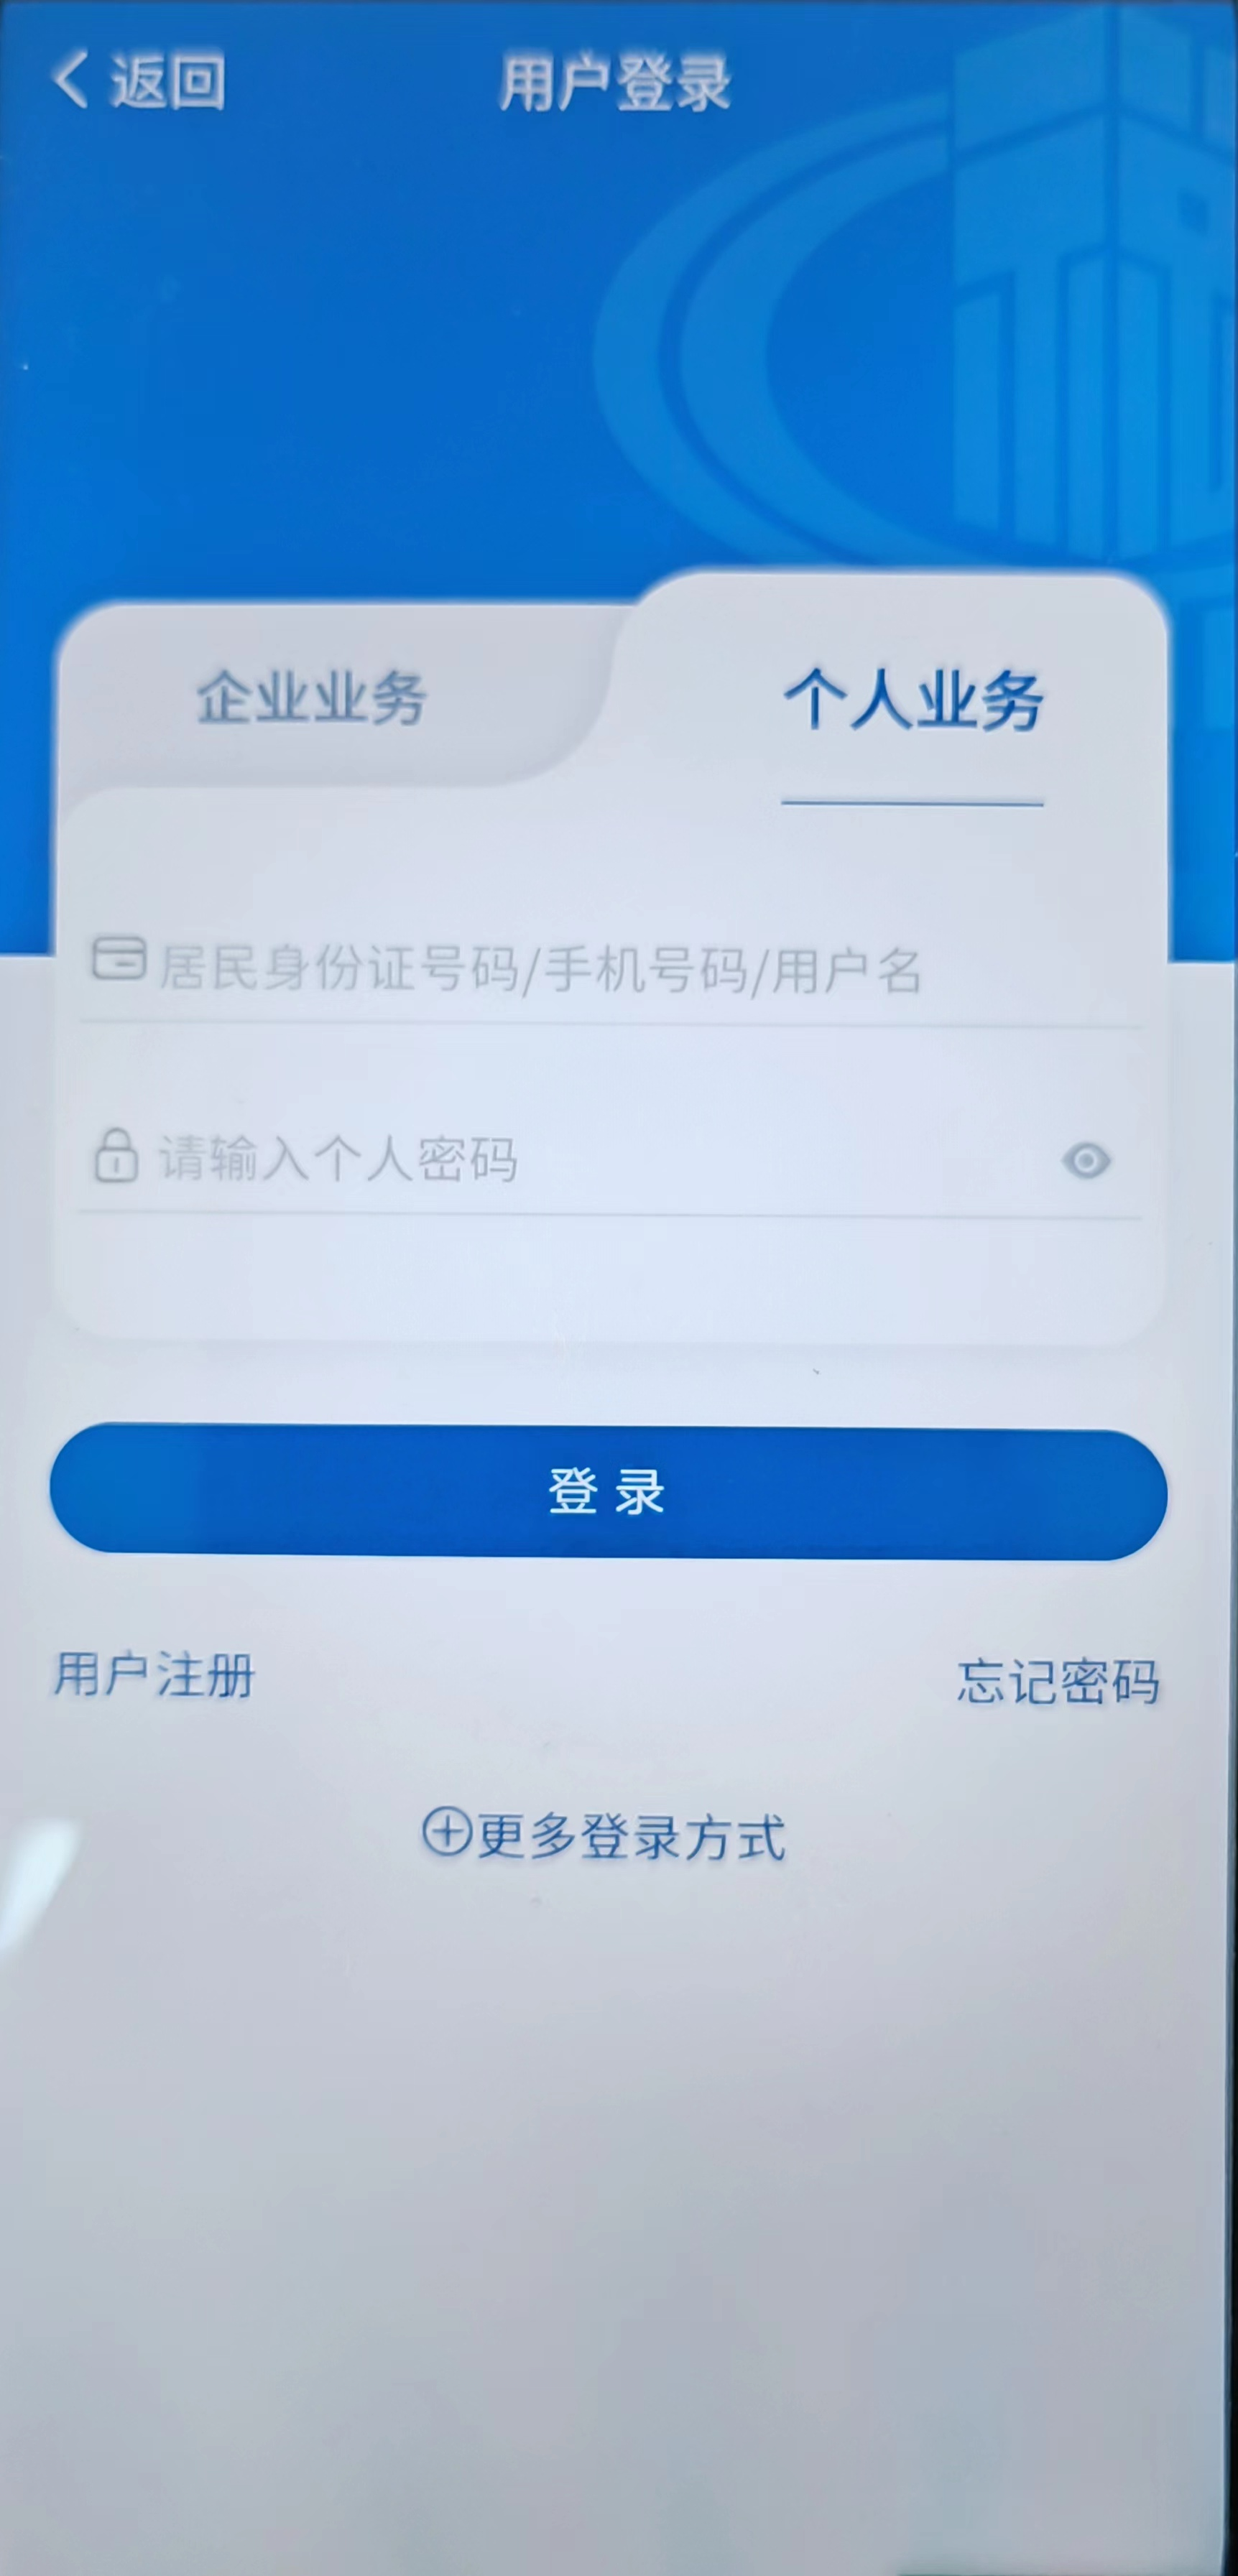 返回
用户登录
企业业务
个人业务
居民身份证号码/手机号码/用户名
请输入个人密码
登录
用户注册
忘记密码
更多登录方式